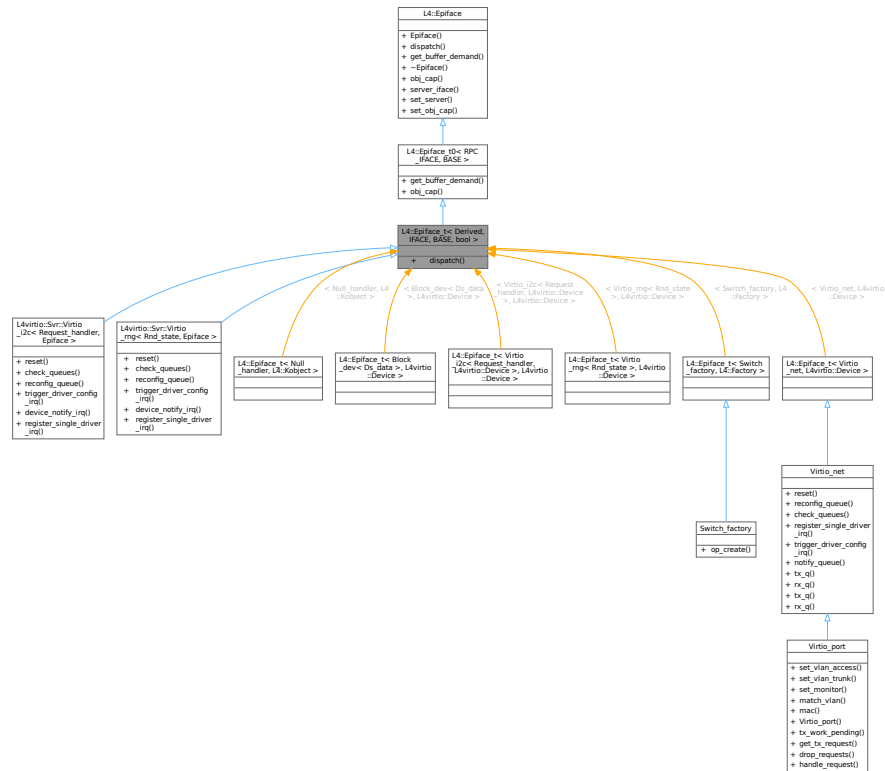 L4::Epiface
+ Epiface()
+ dispatch()
+ get_buffer_demand()
+ ~Epiface()
+ obj_cap()
+ server_iface()
+ set_server()
+ set_obj_cap()
L4::Epiface_t0< RPC
_IFACE, BASE >
+ get_buffer_demand()
+ obj_cap()
L4::Epiface_t< Derived,
IFACE, BASE, bool >
+ dispatch()
< Null_handler, L4
::Kobject >
< Block_dev< Ds_data
>, L4virtio::Device >
< Virtio_i2c< Request
_handler, L4virtio::Device
>, L4virtio::Device >
< Virtio_rng< Rnd_state
>, L4virtio::Device >
< Switch_factory, L4
::Factory >
< Virtio_net, L4virtio
::Device >
L4virtio::Svr::Virtio
_i2c< Request_handler,
Epiface >
+ reset()
+ check_queues()
+ reconfig_queue()
+ trigger_driver_config
_irq()
+ device_notify_irq()
+ register_single_driver
_irq()
L4virtio::Svr::Virtio
_rng< Rnd_state, Epiface >
+ reset()
+ check_queues()
+ reconfig_queue()
+ trigger_driver_config
_irq()
+ device_notify_irq()
+ register_single_driver
_irq()
L4::Epiface_t< Null
_handler, L4::Kobject >
L4::Epiface_t< Block
_dev< Ds_data >, L4virtio
::Device >
L4::Epiface_t< Virtio
_i2c< Request_handler,
L4virtio::Device >, L4virtio
::Device >
L4::Epiface_t< Virtio
_rng< Rnd_state >, L4virtio
::Device >
L4::Epiface_t< Switch
_factory, L4::Factory >
L4::Epiface_t< Virtio
_net, L4virtio::Device >
Switch_factory
+ op_create()
Virtio_net
+ reset()
+ reconfig_queue()
+ check_queues()
+ register_single_driver
_irq()
+ trigger_driver_config
_irq()
+ notify_queue()
+ tx_q()
+ rx_q()
+ tx_q()
+ rx_q()
Virtio_port
+ set_vlan_access()
+ set_vlan_trunk()
+ set_monitor()
+ match_vlan()
+ mac()
+ Virtio_port()
+ tx_work_pending()
+ get_tx_request()
+ drop_requests()
+ handle_request()